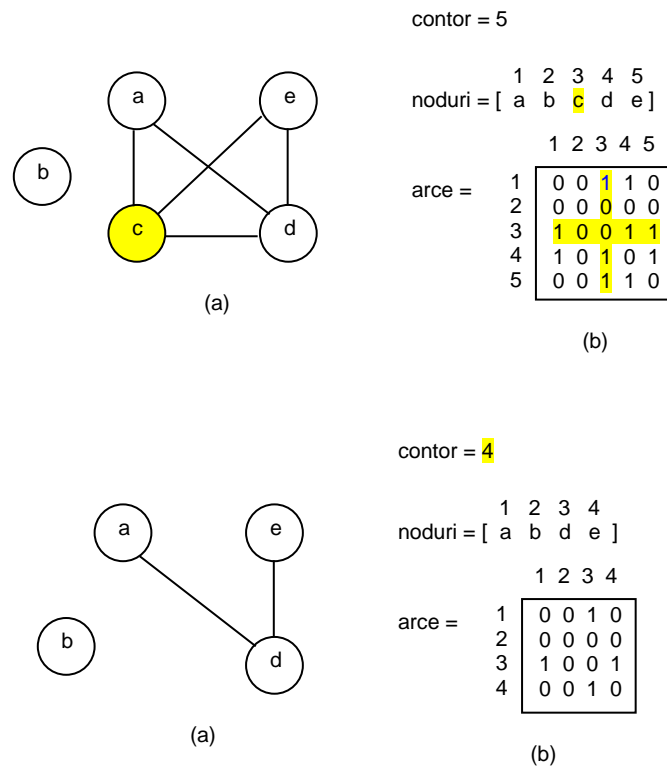 contor = 5
1 2 3 4 5
noduri = [ a b c d e ]
a
e
b
c
d
(a)
1 2 3 4 5
arce =
1 0 0 1 1 0
2 0 0 0 0 0
3 1 0 0 1 1
4 1 0 1 0 1
5 0 0 1 1 0
(b)
contor = 4
1 2 3 4
noduri = [ a b d e ]
a
e
b
d
(a)
1 2 3 4
arce =
1 0 0 1 0
2 0 0 0 0
3 1 0 0 1
4 0 0 1 0
(b)